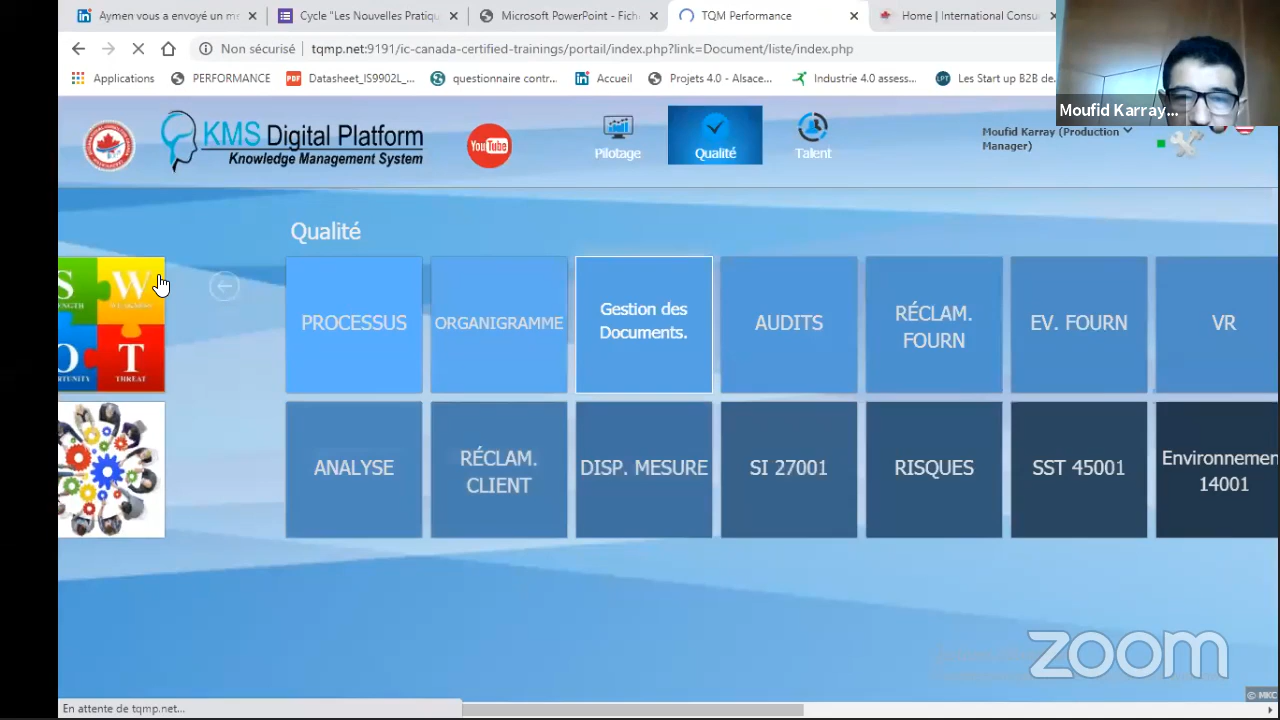 Aymen vous a envoyé un me
Cycle "Les Nouvelles Pratiqu
Microsoft PowerPoint - Fich
TQM Performance
Home | International Consu
Non sécurisé
tqmp.net:9191/ic-canada-certified-trainings/portail/index.php?link=Document/liste/index.php
Applications
PERFORMANCE
Datasheet_IS9902L_...
questionnaire contr...
Accueil
Projets 4.0 - Alsace...
Industrie 4.0 assess...
Les Start up B2B de
Moufid Karray...
KMS Digital Platform
Knowledge Management System
YouTube
Pilotage
Qualité
Talent
Moufid Karray (Production
Manager)
Qualité
S
W
WEAKNESS
O
T
THREAT
PROCESSUS
ORGANIGRAMME
Gestion des
Documents.
AUDITS
RÉCLAM.
FOURN
EV. FOURN
VR
ANALYSE
RÉCLAM.
CLIENT
DISP. MESURE
SI 27001
RISQUES
SST 45001
Environnemen
14001
zoom
© MKC
En attente de tqmp.net...